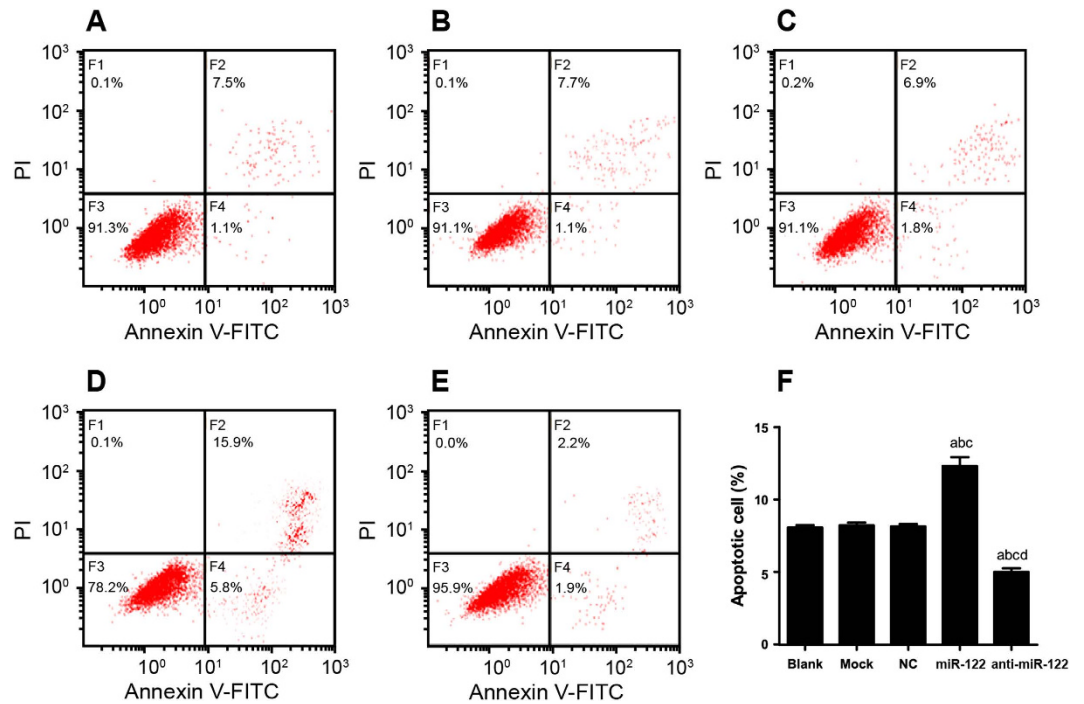 A
10³
10²
10¹
10⁰
PI
F1
0.1%
F2
7.5%
F3
91.3%
F4
1.1%
10⁰ 10¹ 10² 10³
Annexin V-FITC
B
10³
10²
10¹
10⁰
PI
F1
0.1%
F2
7.7%
F3
91.1%
F4
1.1%
10⁰ 10¹ 10² 10³
Annexin V-FITC
C
10³
10²
10¹
10⁰
PI
F1
0.2%
F2
6.9%
F3
91.1%
F4
1.8%
10⁰ 10¹ 10² 10³
Annexin V-FITC
D
10³
10²
10¹
10⁰
PI
F1
0.1%
F2
15.9%
F3
78.2%
F4
5.8%
10⁰ 10¹ 10² 10³
Annexin V-FITC
E
10³
10²
10¹
10⁰
PI
F1
0.0%
F2
2.2%
F3
95.9%
F4
1.9%
10⁰ 10¹ 10² 10³
Annexin V-FITC
F
15
10
5
0
Apoptotic cell (%)
abc
abcd
Blank Mock NC miR-122 anti-miR-122